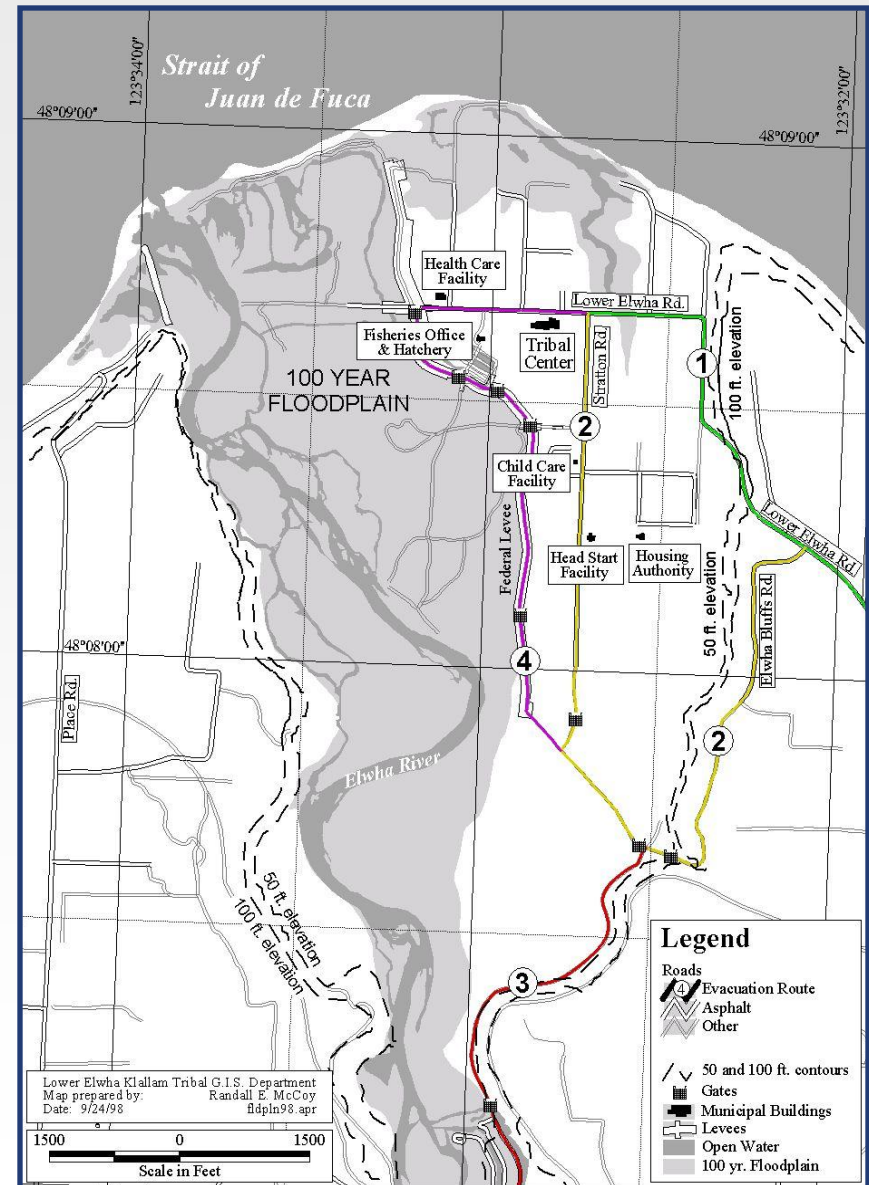 Strait of
Juan de Fuca
123°34'00"
123°32'00"
48°09'00"
48°09'00"
Health Care
Facility
Lower Elwha Rd.
Fisheries Office
& Hatchery
Tribal
Center
Stratton Rd.
1
100 ft. elevation
100 YEAR
FLOODPLAIN
2
Child Care
Facility
Federal Levee
Head Start
Facility
Housing
Authority
Lower Elwha Rd.
50 ft. elevation
Elwha Bluffs Rd.
48°08'00"
4
Place Rd.
2
Elwha River
50 ft. elevation
100 ft. elevation
3
Legend
Roads
4 Evacuation Route
Asphalt
Other
50 and 100 ft. contours
Gates
Municipal Buildings
Levees
Open Water
100 yr. Floodplain
Lower Elwha Klallam Tribal G.I.S. Department
Map prepared by: Randall E. McCoy
Date: 9/24/98 fldpln98.apr
1500 0 1500
Scale in Feet